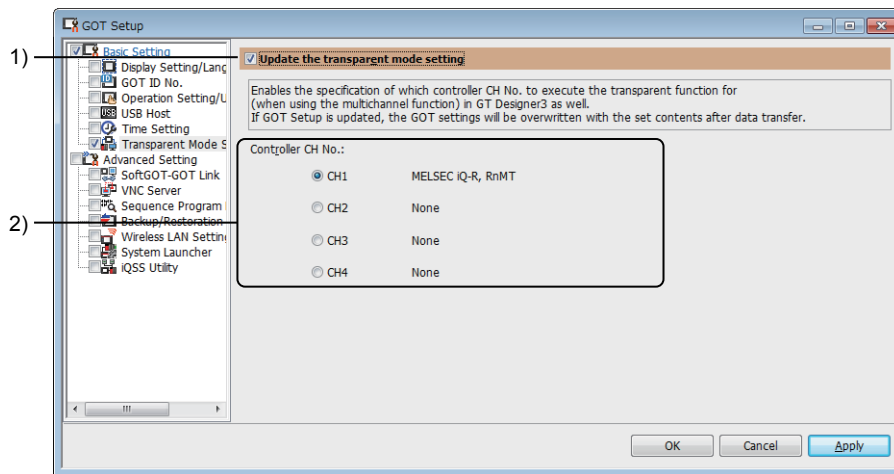 GOT Setup
1)
Basic Setting
Display Setting/Lang
GOT ID No.
Operation Setting/U
USB Host
Time Setting
Transparent Mode S
Advanced Setting
SoftGOT-GOT Link
VNC Server
Sequence Program
Backup/Restoration
Wireless LAN Setting
System Launcher
iQSS Utility
Update the transparent mode setting
Enables the specification of which controller CH No. to execute the transparent function for
(when using the multichannel function) in GT Designer3 as well.
If GOT Setup is updated, the GOT settings will be overwritten with the set contents after data transfer.
2)
Controller CH No.:
CH1 MELSEC iQ-R, RnMT
CH2 None
CH3 None
CH4 None
OK Cancel Apply